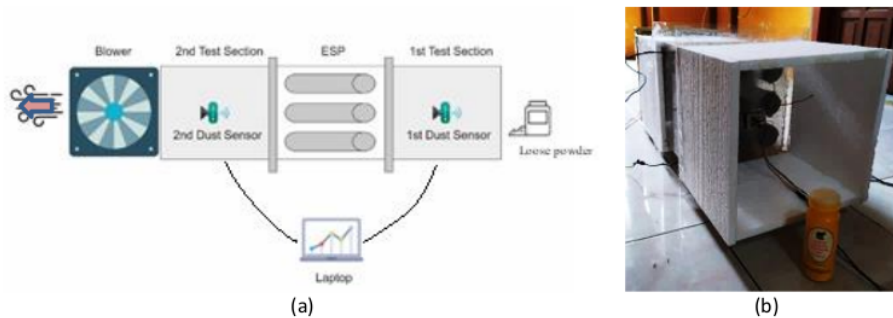 Blower
2nd Test Section
ESP
1st Test Section
2nd Dust Sensor
1st Dust Sensor
Loose powder
Laptop
(a)
(b)